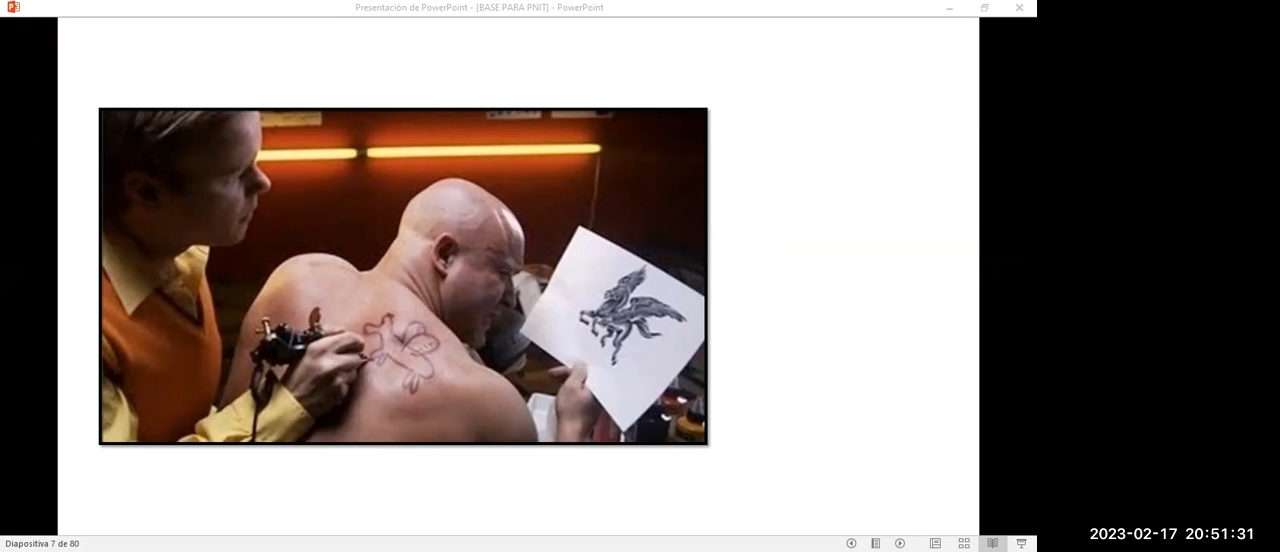 Presentación de PowerPoint - [BASE PARA PNIT] - PowerPoint
Diapositiva 7 de 80
2023-02-17 20:51:31